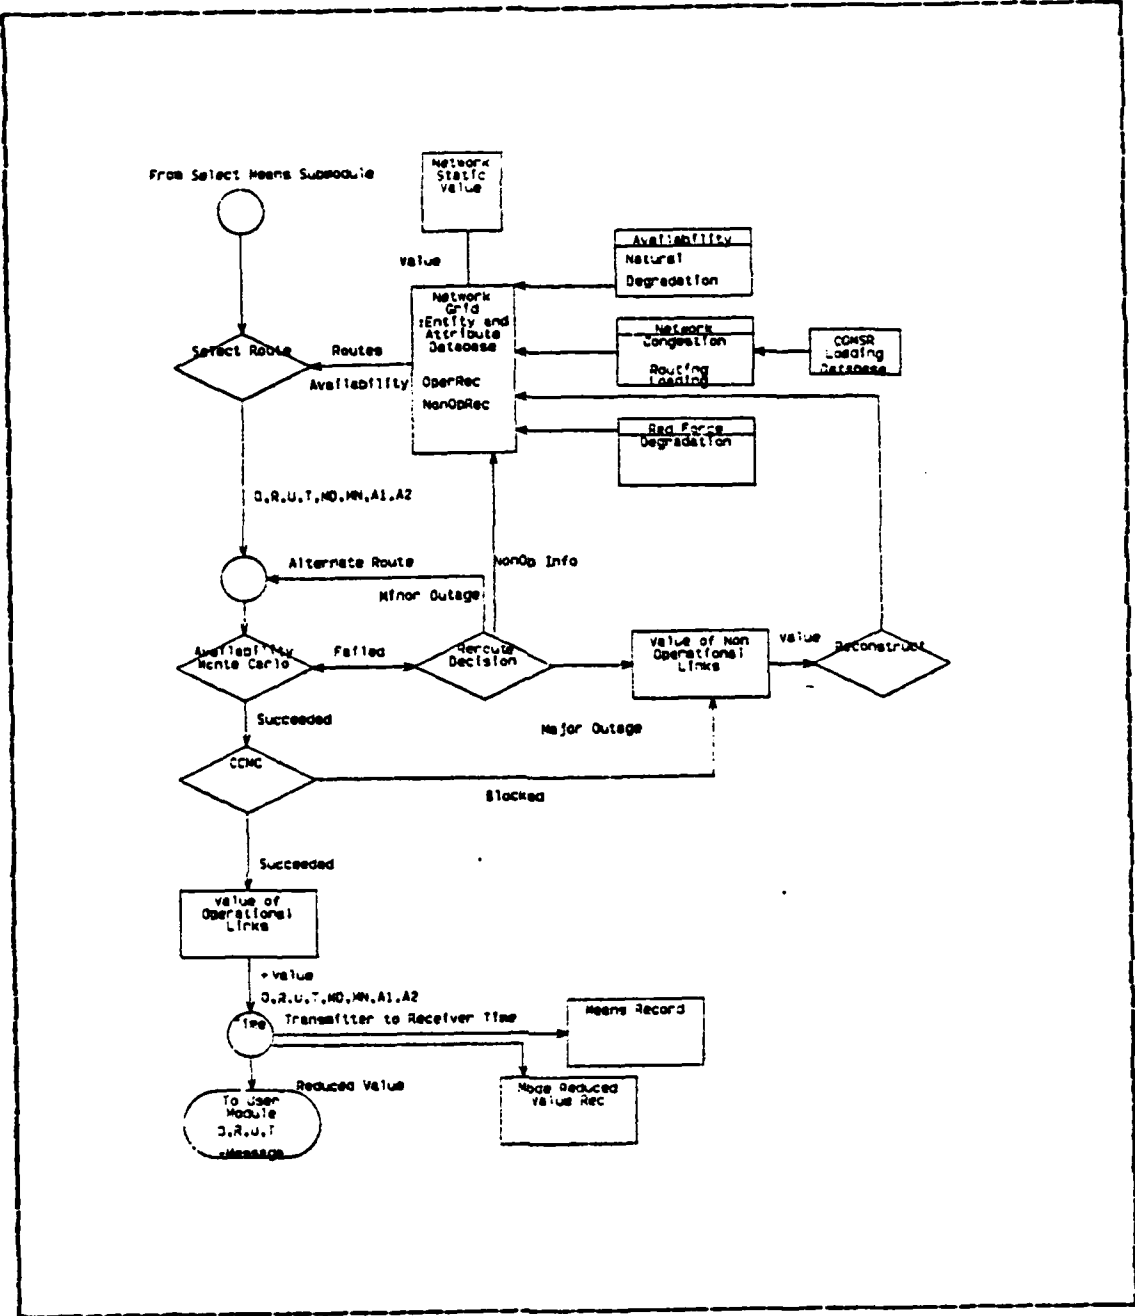 From Select Means Submodule
Network
Static
Value
Value
Availability
Natural
Degradation
Network
Grid
:Entity and
Attribute
Database
OperRec
NonOpRec
Network
Congestion
Routing
Loading
Loading
Database
Select Route
Routes
Availability
Red Force
Degradation
O,R,U,T,MD,MN,A1,A2
Alternate Route
NonOp Info
Minor Outage
Availability
Monte Carlo
Failed
Reroute
Decision
Value of Non
Operational
Links
Value
Reconstruct
Succeeded
Major Outage
CCMC
Blocked
Succeeded
Value of
Operational
Links
+ Value
O,R,U,T,MD,MN,A1,A2
Time
Transmitter to Receiver Time
Means Record
Reduced Value
Mode Reduced
Value Rec
To User
Module
O,R,U,T
-Message